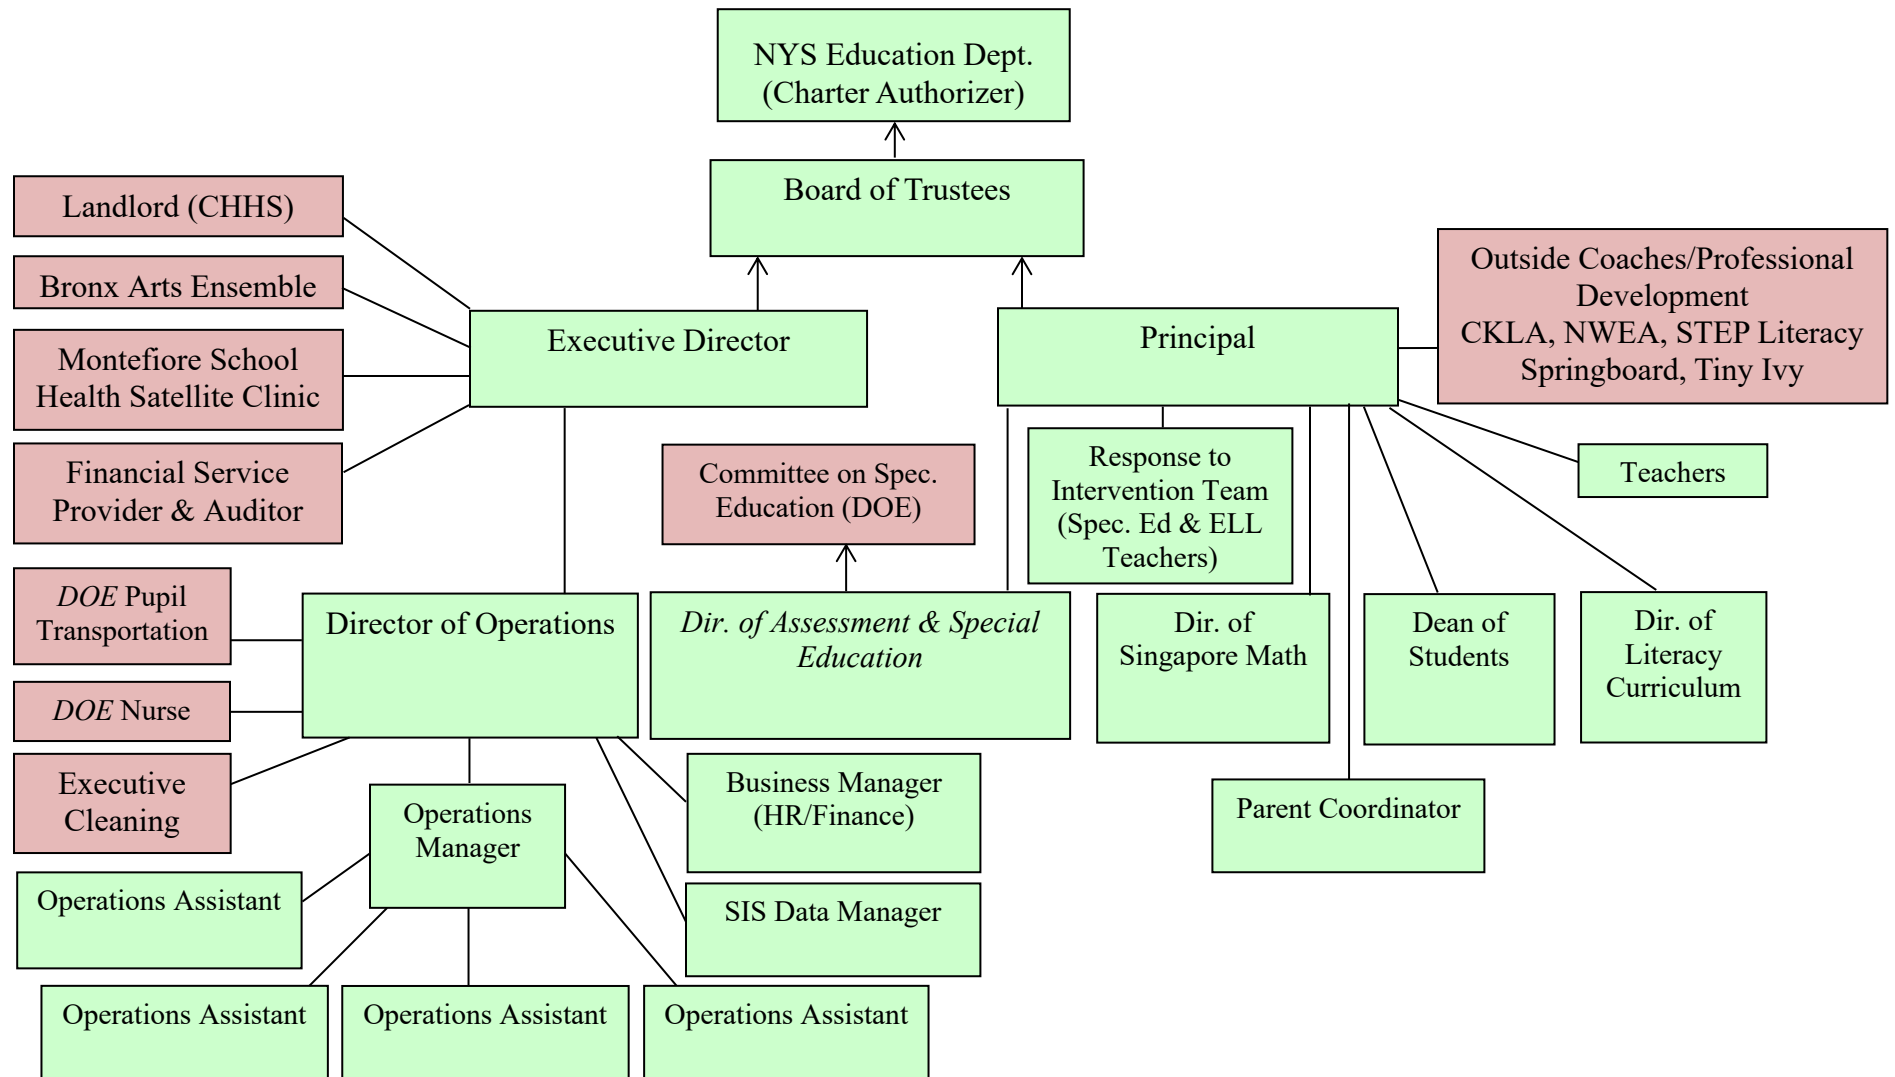 NYS Education Dept.
(Charter Authorizer)
Board of Trustees
Landlord (CHHS)
Bronx Arts Ensemble
Montefiore School
Health Satellite Clinic
Financial Service
Provider & Auditor
Executive Director
Principal
Outside Coaches/Professional
Development
CKLA, NWEA, STEP Literacy
Springboard, Tiny Ivy
Committee on Spec.
Education (DOE)
Response to
Intervention Team
(Spec. Ed & ELL
Teachers)
Teachers
DOE Pupil
Transportation
DOE Nurse
Executive
Cleaning
Director of Operations
Dir. of Assessment & Special
Education
Dir. of
Singapore Math
Dean of
Students
Dir. of
Literacy
Curriculum
Operations
Manager
Business Manager
(HR/Finance)
SIS Data Manager
Parent Coordinator
Operations Assistant
Operations Assistant
Operations Assistant
Operations Assistant